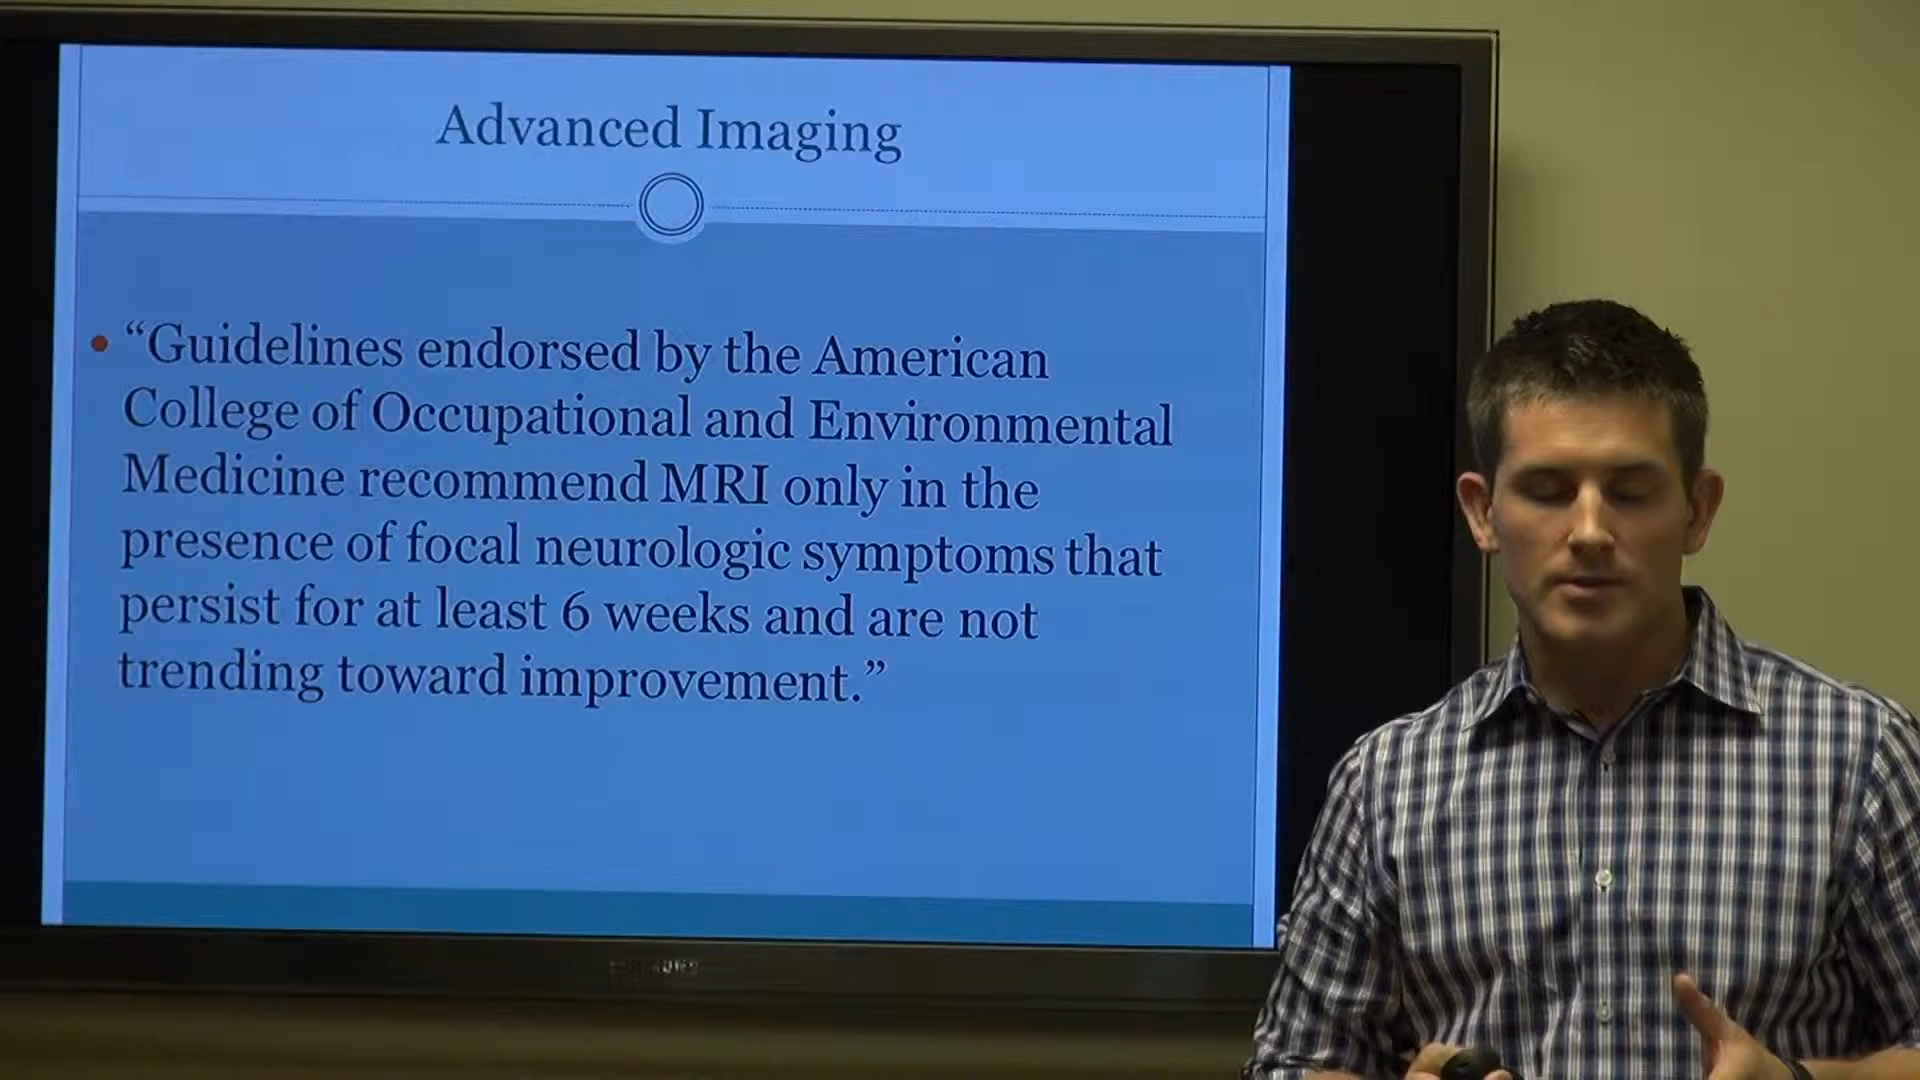 Advanced Imaging
• “Guidelines endorsed by the American
College of Occupational and Environmental
Medicine recommend MRI only in the
presence of focal neurologic symptoms that
persist for at least 6 weeks and are not
trending toward improvement.”